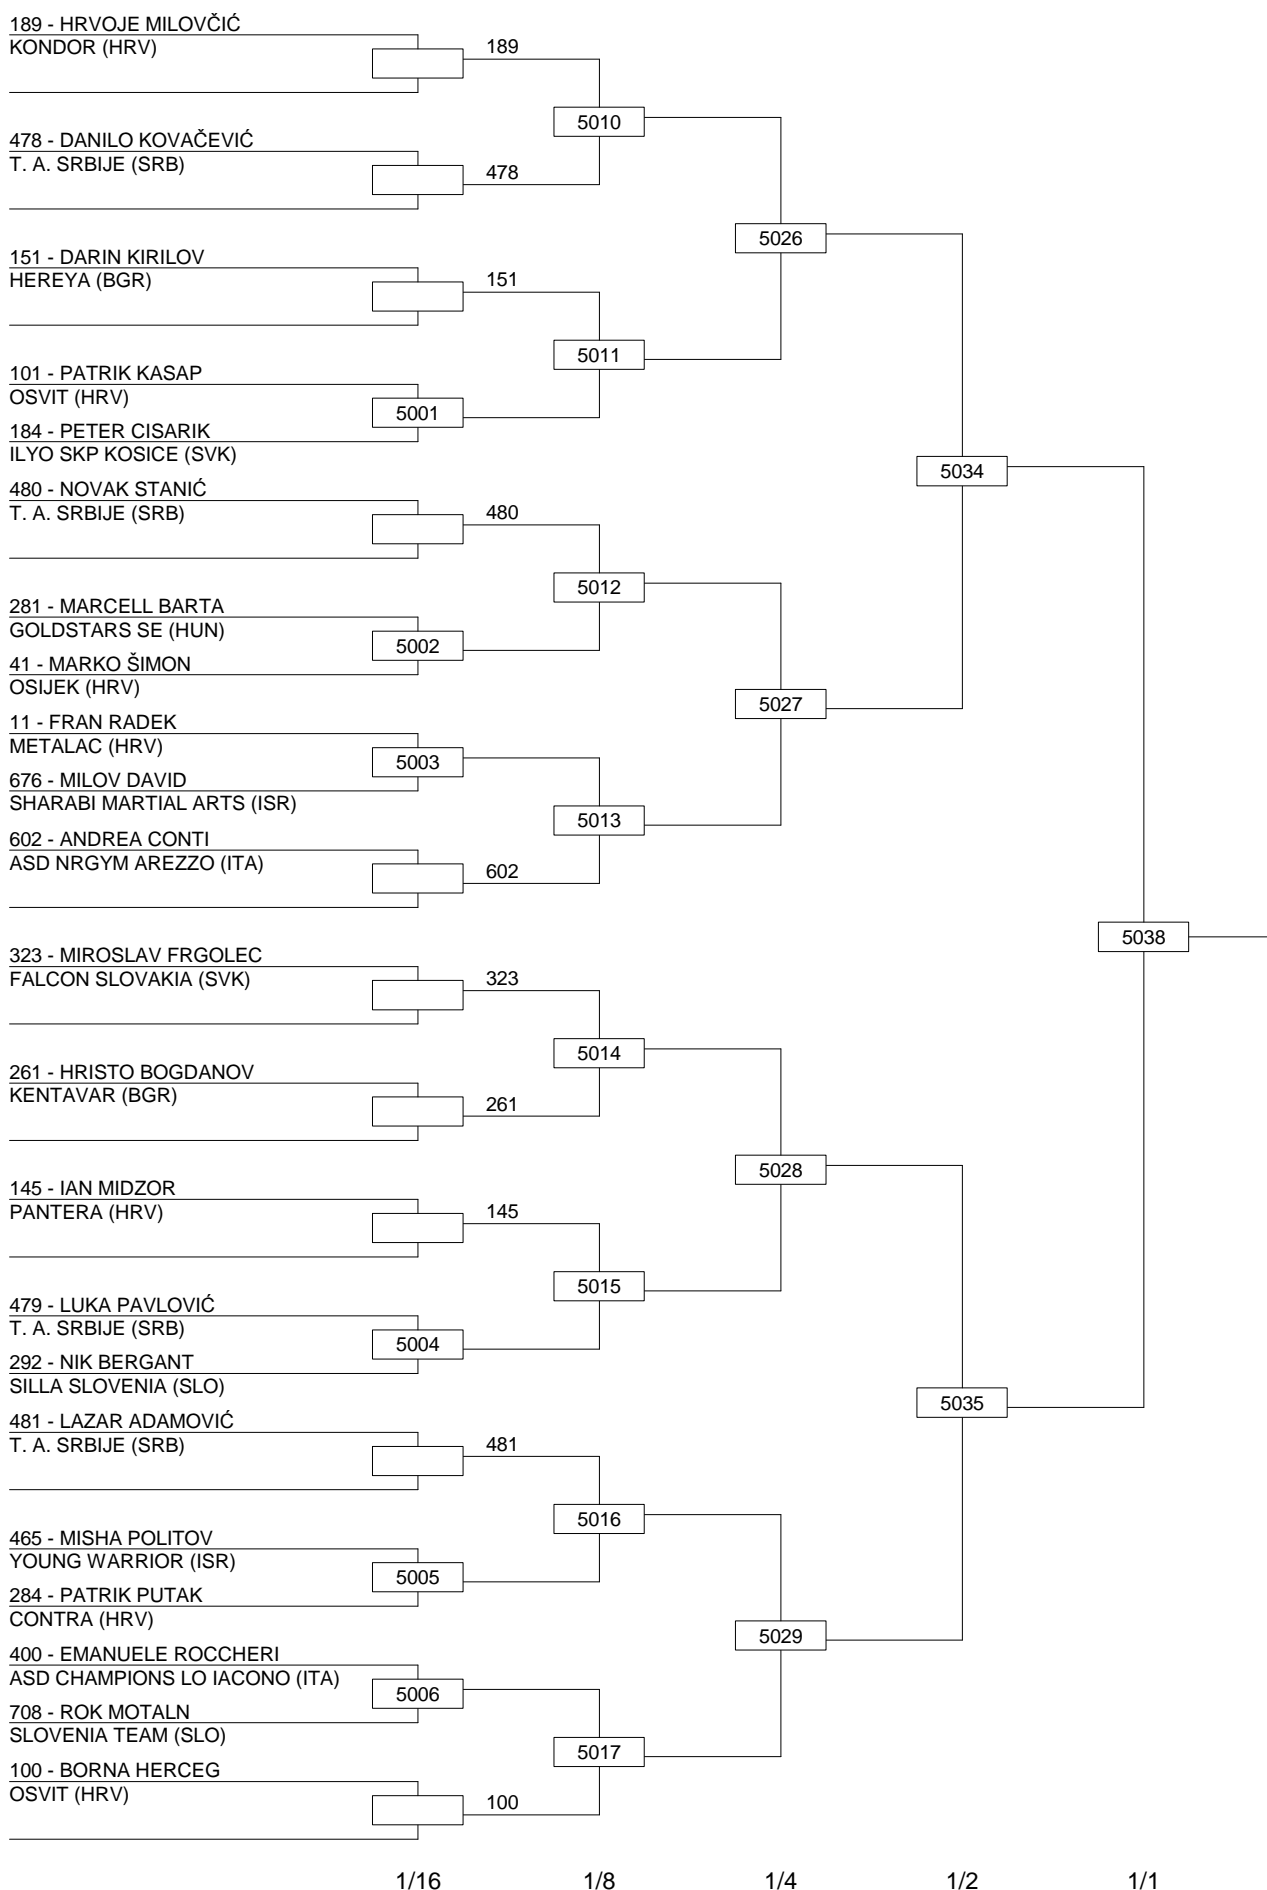 189 - HRVOJE MILOVČIĆ
KONDOR (HRV)
189
5010
478 - DANILO KOVAČEVIĆ
T. A. SRBIJE (SRB)
478
5026
151 - DARIN KIRILOV
HEREYA (BGR)
151
5011
101 - PATRIK KASAP
OSVIT (HRV)
5001
184 - PETER CISARIK
ILYO SKP KOSICE (SVK)
5034
480 - NOVAK STANIĆ
T. A. SRBIJE (SRB)
480
5012
281 - MARCELL BARTA
GOLDSTARS SE (HUN)
5002
41 - MARKO ŠIMON
OSIJEK (HRV)
5027
11 - FRAN RADEK
METALAC (HRV)
5003
676 - MILOV DAVID
SHARABI MARTIAL ARTS (ISR)
5013
602 - ANDREA CONTI
ASD NRGYM AREZZO (ITA)
602
5038
323 - MIROSLAV FRGOLEC
FALCON SLOVAKIA (SVK)
323
5014
261 - HRISTO BOGDANOV
KENTAVAR (BGR)
261
5028
145 - IAN MIDZOR
PANTERA (HRV)
145
5015
479 - LUKA PAVLOVIĆ
T. A. SRBIJE (SRB)
5004
292 - NIK BERGANT
SILLA SLOVENIA (SLO)
5035
481 - LAZAR ADAMOVIĆ
T. A. SRBIJE (SRB)
481
5016
465 - MISHA POLITOV
YOUNG WARRIOR (ISR)
5005
284 - PATRIK PUTAK
CONTRA (HRV)
5029
400 - EMANUELE ROCCHERI
ASD CHAMPIONS LO IACONO (ITA)
5006
708 - ROK MOTALN
SLOVENIA TEAM (SLO)
5017
100 - BORNA HERCEG
OSVIT (HRV)
100
1/16 1/8 1/4 1/2 1/1